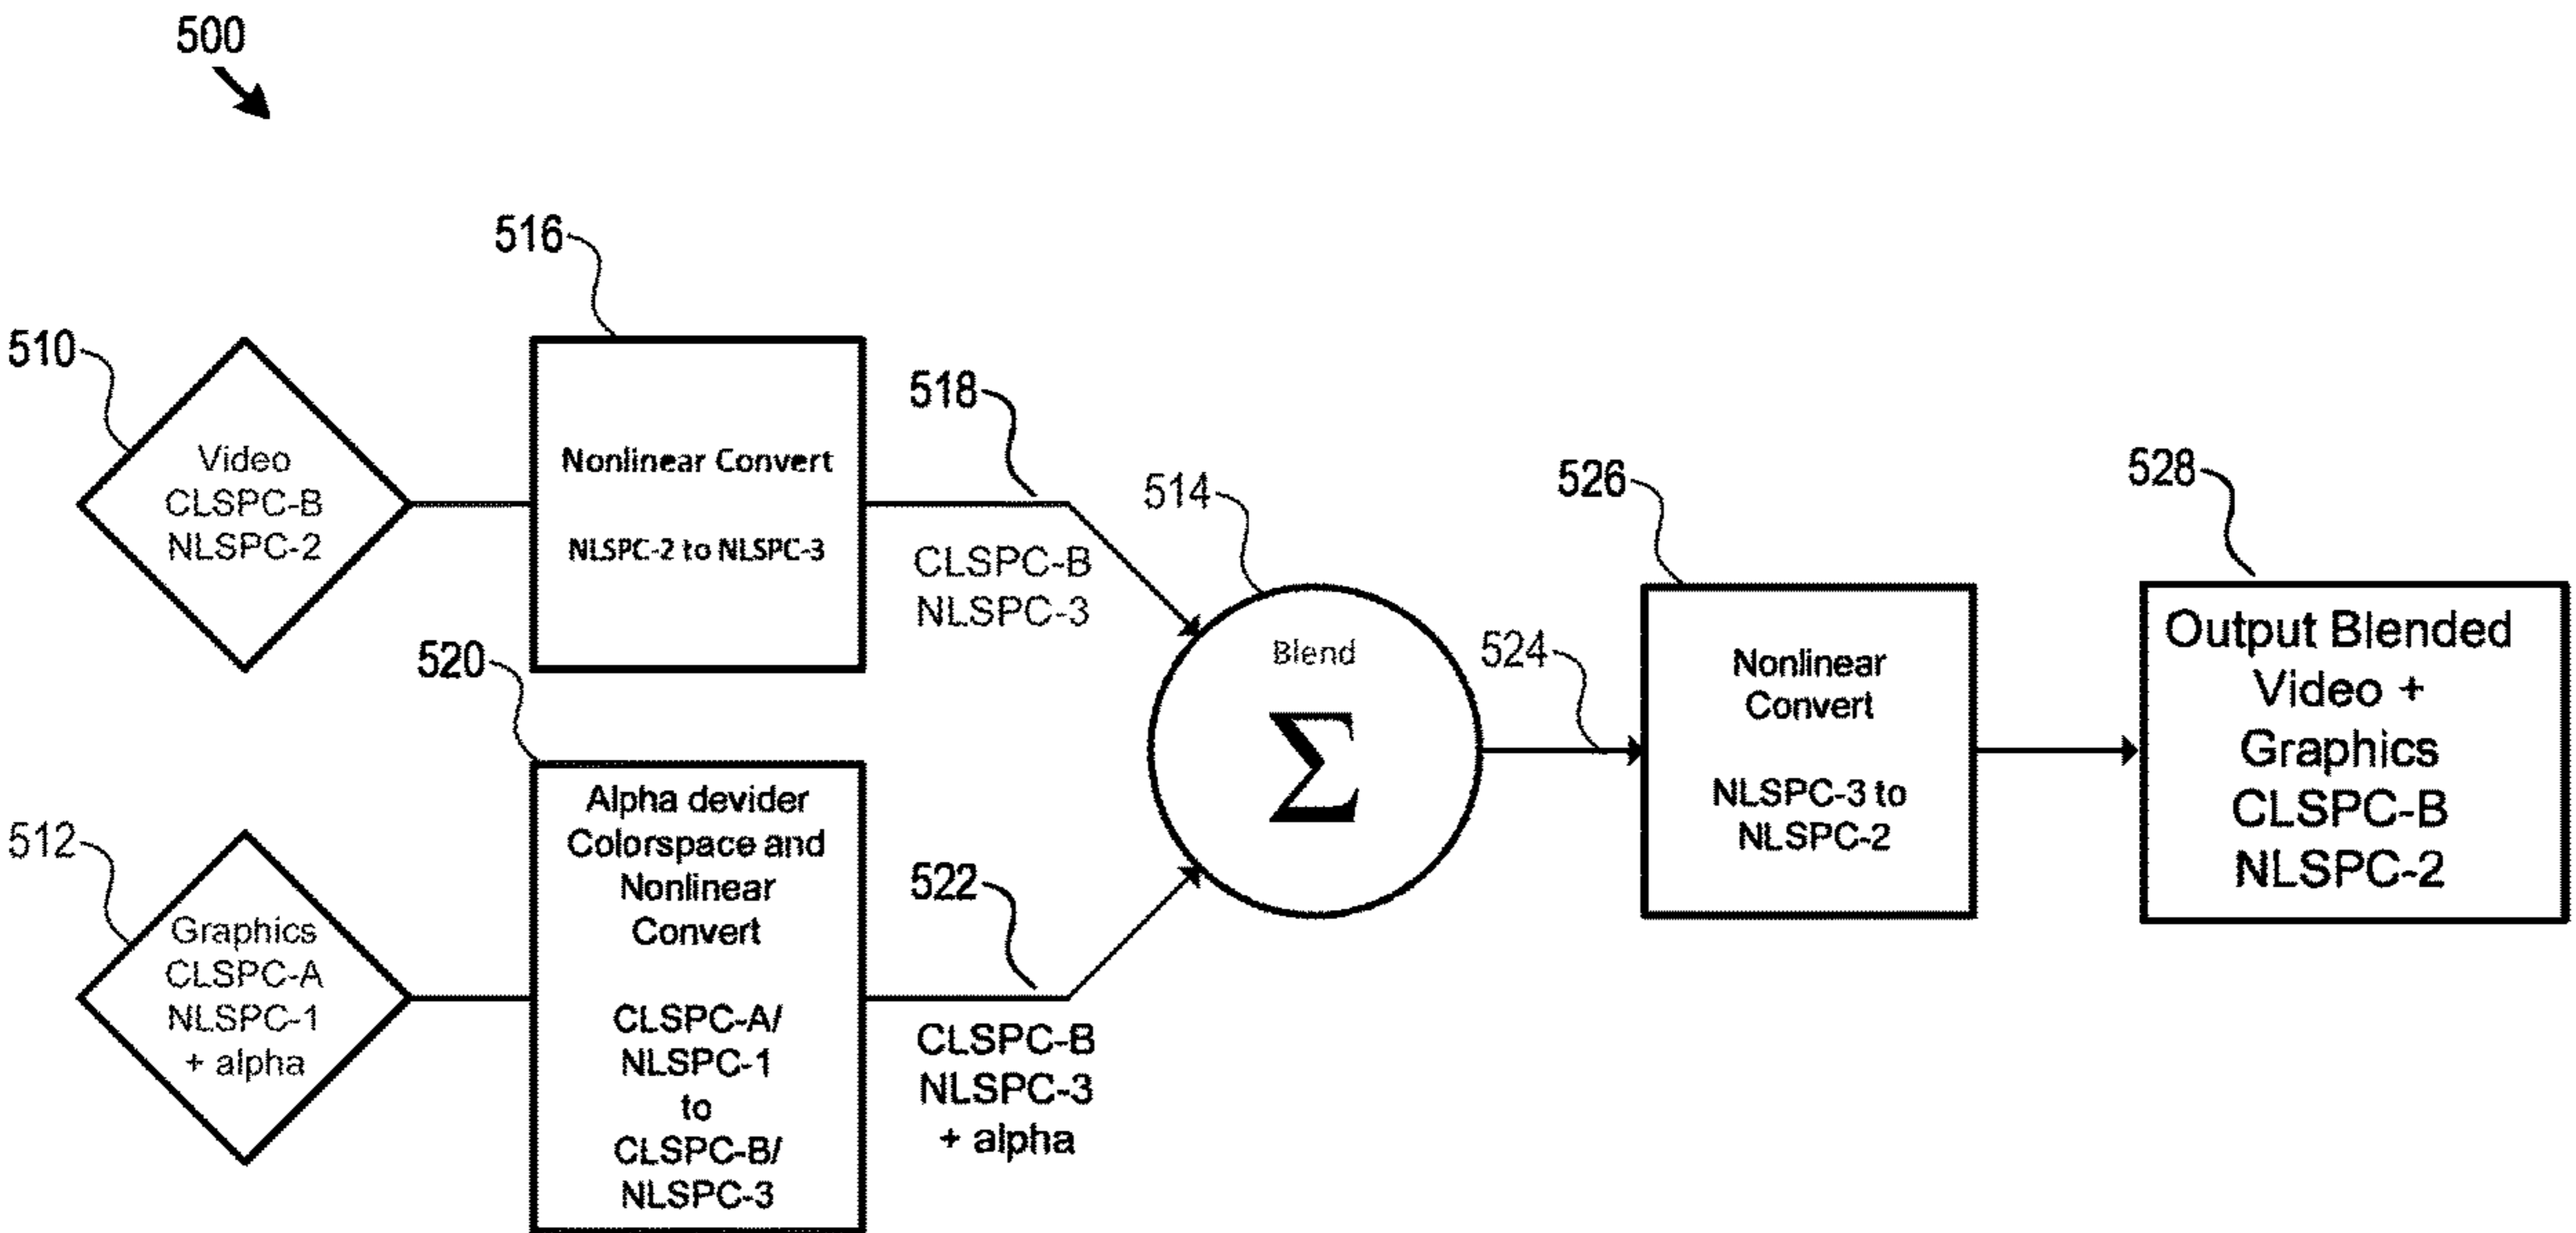 500
516
510
Video
CLSPC-B
NLSPC-2
Nonlinear Convert
NLSPC-2 to NLSPC-3
518
CLSPC-B
NLSPC-3
520
512
Graphics
CLSPC-A
NLSPC-1
+ alpha
Alpha devider
Colorspace and
Nonlinear
Convert
CLSPC-A/
NLSPC-1
to
CLSPC-B/
NLSPC-3
522
CLSPC-B
NLSPC-3
+ alpha
514
Blend
Σ
524
526
Nonlinear
Convert
NLSPC-3 to
NLSPC-2
528
Output Blended
Video +
Graphics
CLSPC-B
NLSPC-2